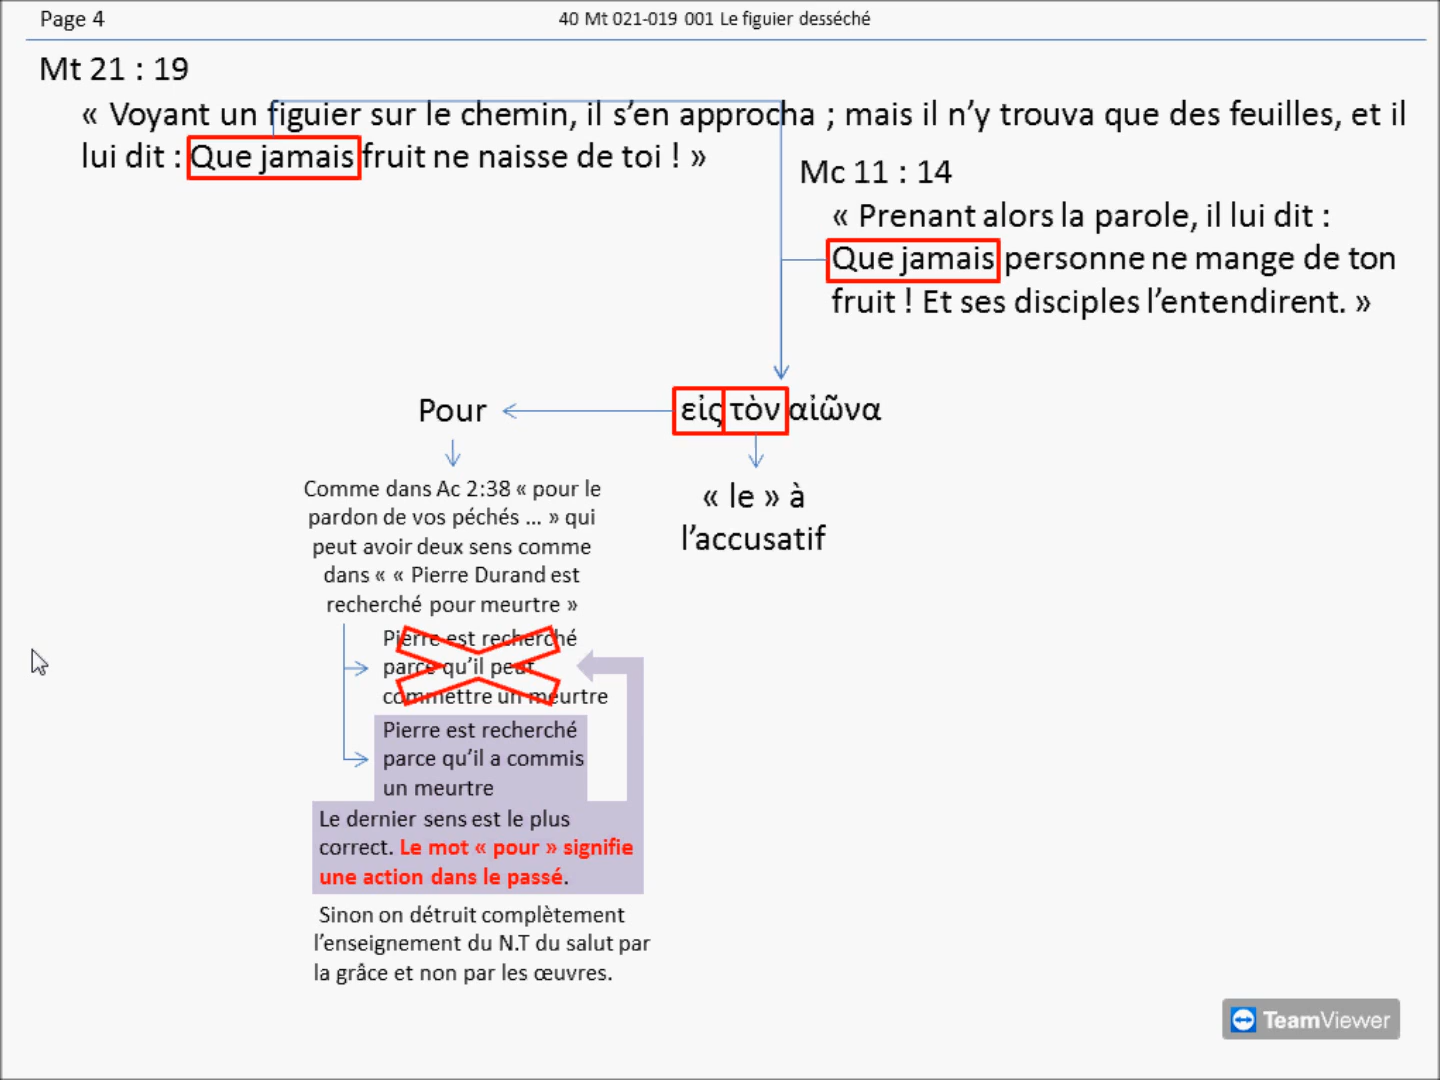 Page 4
40 Mt 021-019 001 Le figuier desséché
Mt 21 : 19
« Voyant un figuier sur le chemin, il s’en approcha ; mais il n’y trouva que des feuilles, et il
lui dit : Que jamais fruit ne naisse de toi ! »
Mc 11 : 14
« Prenant alors la parole, il lui dit :
Que jamais personne ne mange de ton
fruit ! Et ses disciples l’entendirent. »
Pour
εἰς τὸν αἰῶνα
« le » à
l’accusatif
Comme dans Ac 2:38 « pour le
pardon de vos péchés ... » qui
peut avoir deux sens comme
dans « « Pierre Durand est
recherché pour meurtre »
Pierre est recherché
parce qu’il peut
commettre un meurtre
Pierre est recherché
parce qu’il a commis
un meurtre
Le dernier sens est le plus
correct. Le mot « pour » signifie
une action dans le passé.
Sinon on détruit complètement
l’enseignement du N.T du salut par
la grâce et non par les œuvres.
TeamViewer